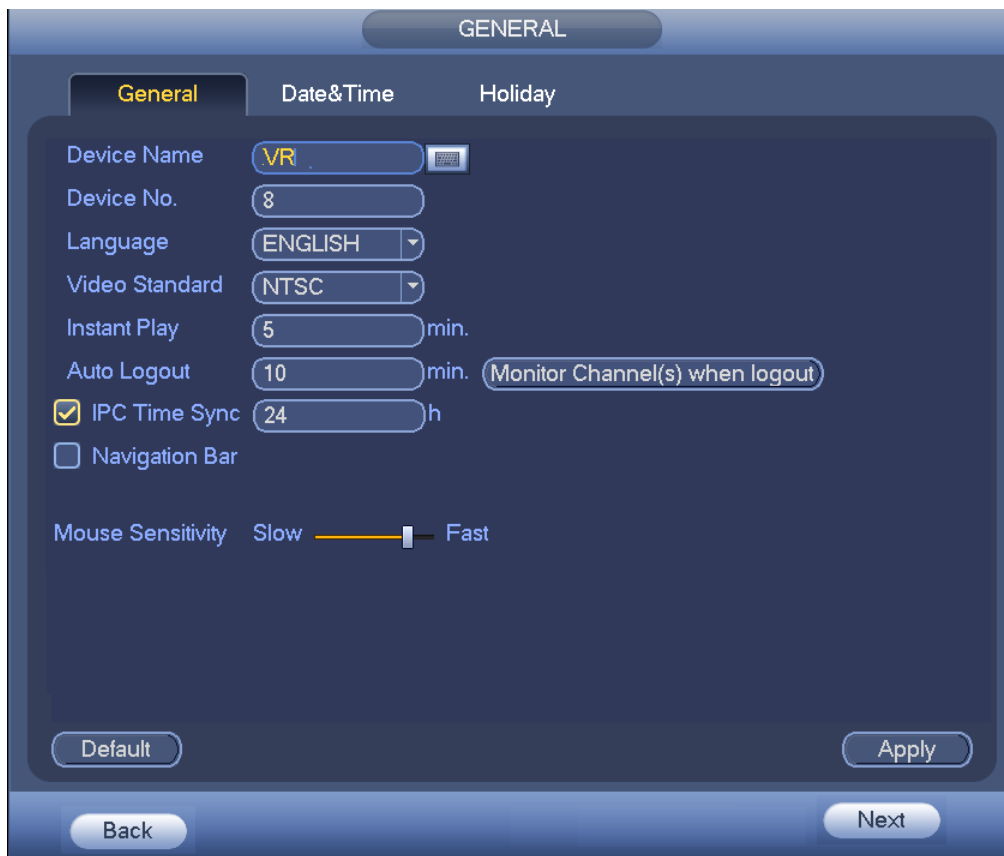 GENERAL
General Date&Time Holiday
Device Name VR
Device No. 8
Language ENGLISH
Video Standard NTSC
Instant Play 5 min.
Auto Logout 10 min. Monitor Channel(s) when logout
IPC Time Sync 24 h
Navigation Bar
Mouse Sensitivity Slow Fast
Default Apply
Back Next